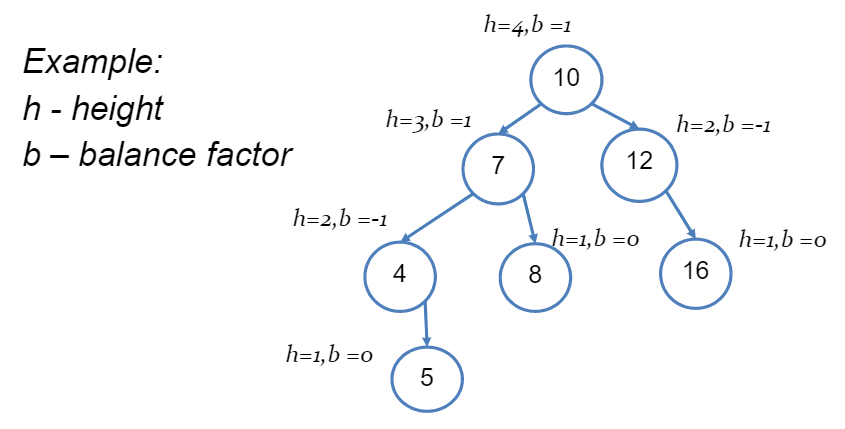 Example:
h - height
b – balance factor
h=4,b =1
10
h=3,b =1
h=2,b =-1
7
12
h=2,b =-1
h=1,b =0
h=1,b =0
4
8
16
h=1,b =0
5